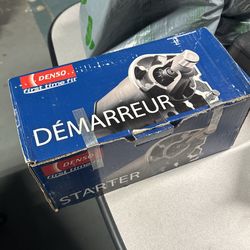 DENSO
first time fit
DÉMARREUR
DENSO
first time fit
STARTER